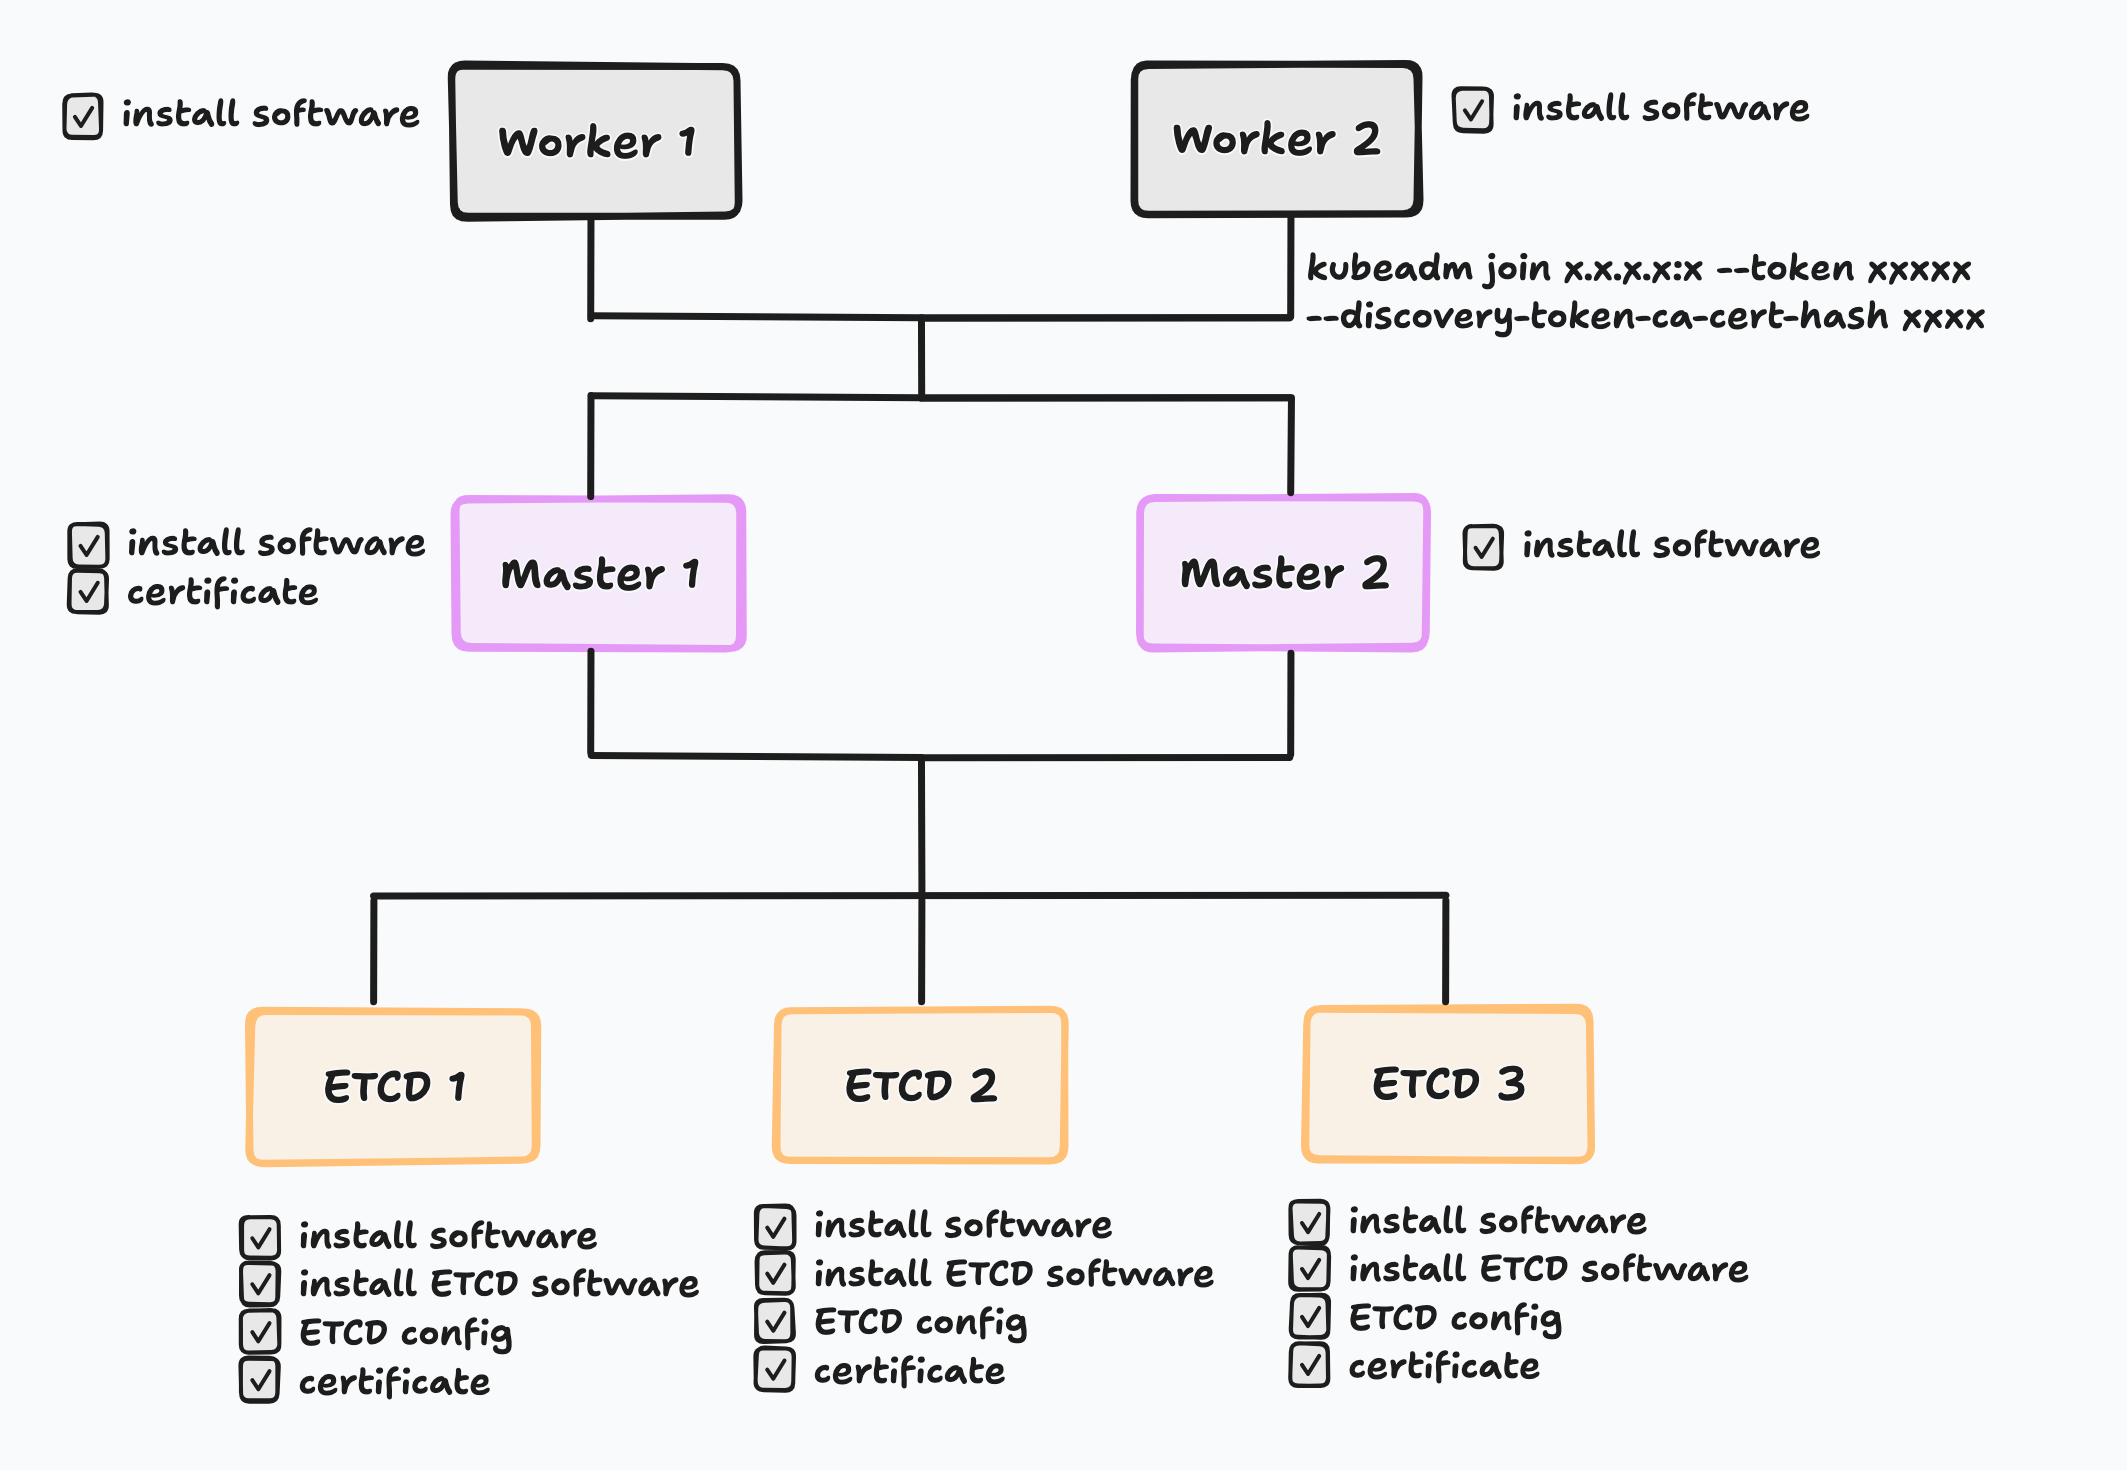 install software
Worker 1
Worker 2
install software
kubeadm join x.x.x.x:x --token xxxxx
--discovery-token-ca-cert-hash xxxx
install software
certificate
Master 1
Master 2
install software
ETCD 1
ETCD 2
ETCD 3
install software
install ETCD software
ETCD config
certificate
install software
install ETCD software
ETCD config
certificate
install software
install ETCD software
ETCD config
certificate